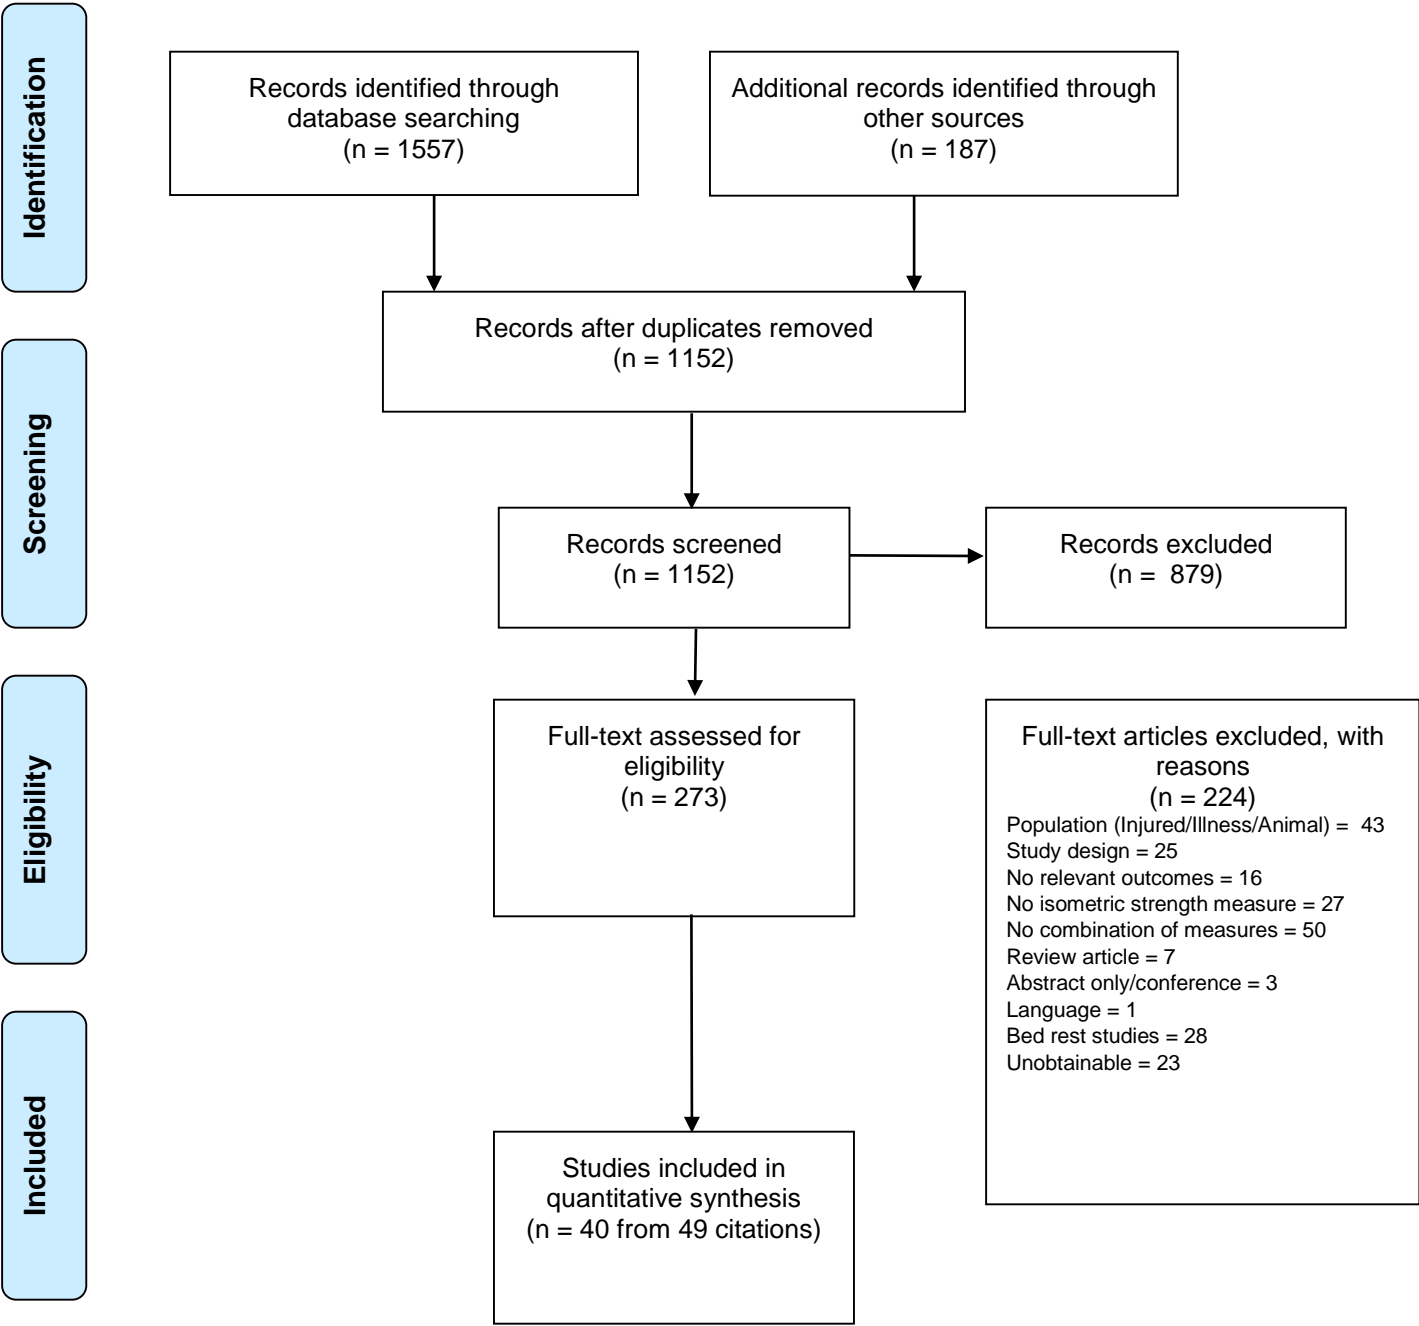 Identification
Records identified through
database searching
(n = 1557)
Additional records identified through
other sources
(n = 187)
Records after duplicates removed
(n = 1152)
Screening
Records screened
(n = 1152)
Records excluded
(n =  879)
Eligibility
Full-text assessed for
eligibility
(n = 273)
Full-text articles excluded, with
reasons
(n = 224)
Population (Injured/Illness/Animal) =  43
Study design = 25
No relevant outcomes = 16
No isometric strength measure = 27
No combination of measures = 50
Review article = 7
Abstract only/conference = 3
Language = 1
Bed rest studies = 28
Unobtainable = 23
Included
Studies included in
quantitative synthesis
(n = 40 from 49 citations)